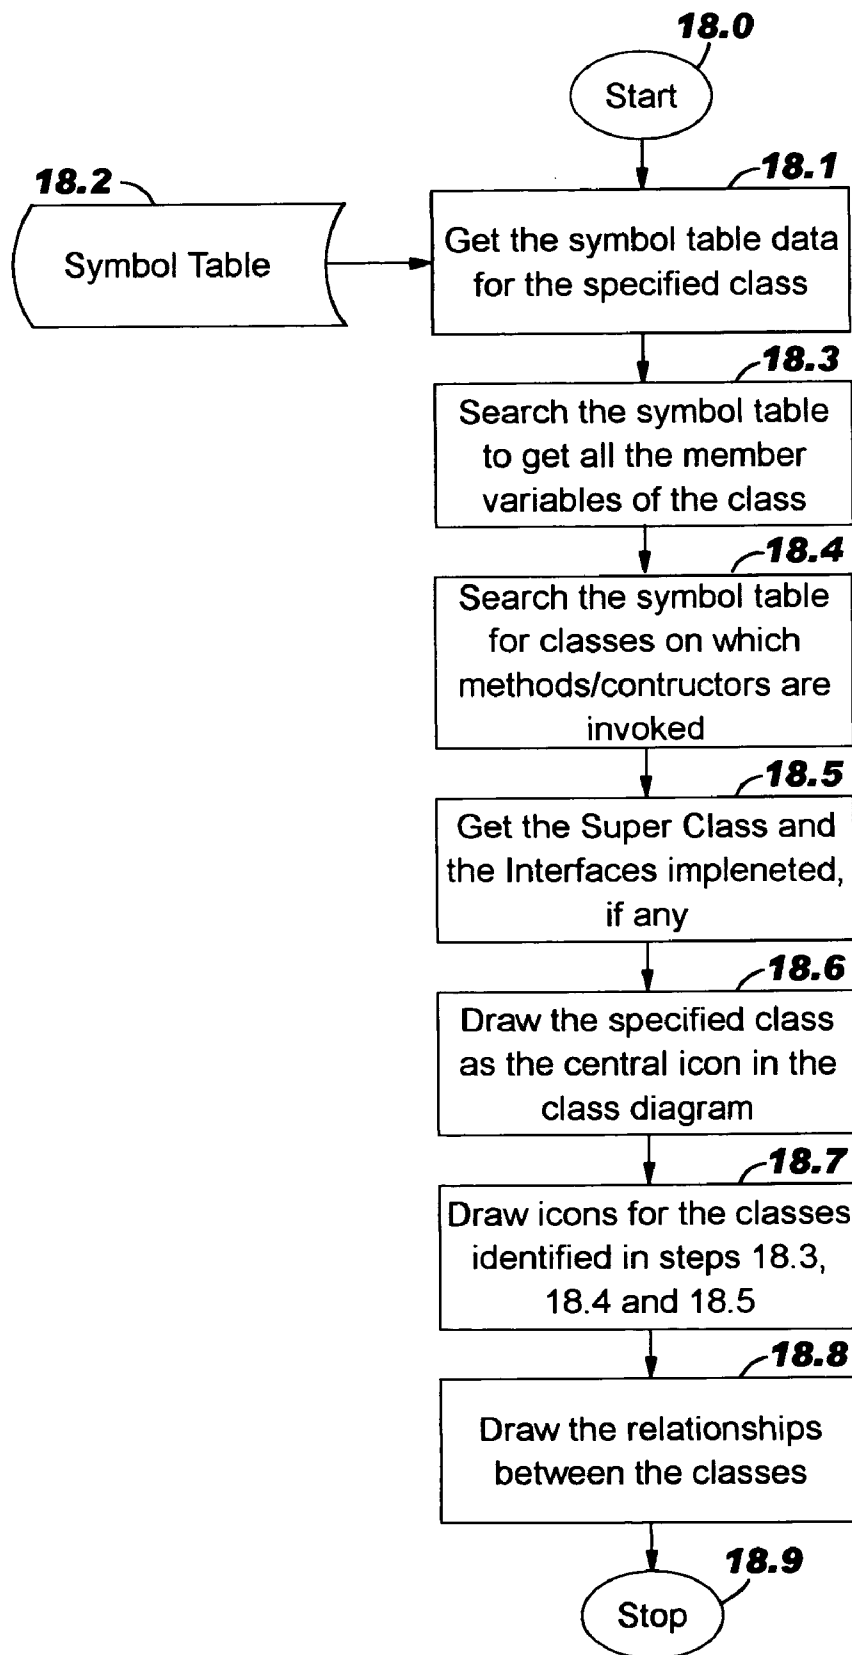 18.0
Start
18.1
18.2
Symbol Table
Get the symbol table data
for the specified class
18.3
Search the symbol table
to get all the member
variables of the class
18.4
Search the symbol table
for classes on which
methods/contructors are
invoked
18.5
Get the Super Class and
the Interfaces impleneted,
if any
18.6
Draw the specified class
as the central icon in the
class diagram
18.7
Draw icons for the classes
identified in steps 18.3,
18.4 and 18.5
18.8
Draw the relationships
between the classes
18.9
Stop